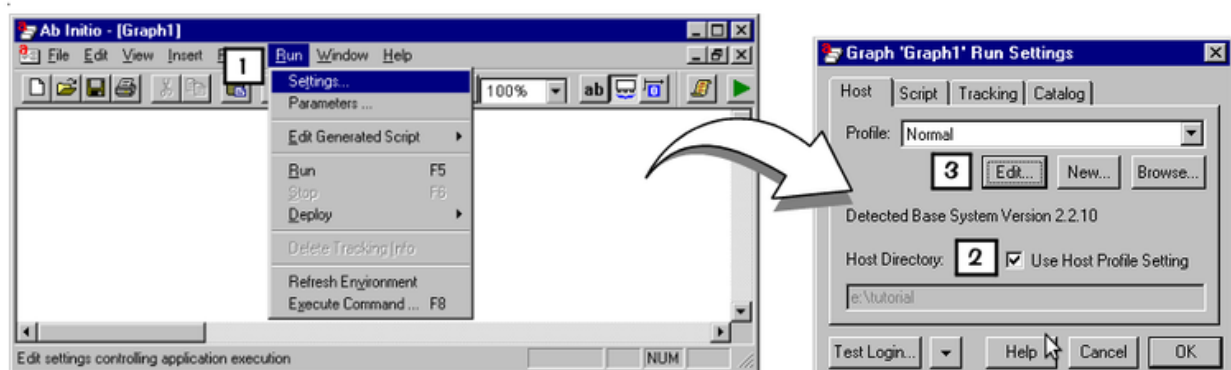 Ab Initio - [Graph1]
File Edit View Insert Run Window Help
1
Settings...
100% ab
Parameters ...
Edit Generated Script
Run F5
Stop F6
Deploy
Delete Tracking Info
Refresh Environment
Execute Command ... F8
Edit settings controlling application execution NUM
Graph 'Graph1' Run Settings
Host Script Tracking Catalog
Profile: Normal
3 Edit... New... Browse...
Detected Base System Version 2.2.10
Host Directory: 2 Use Host Profile Setting
e:\tutorial
Test Login... Help Cancel OK